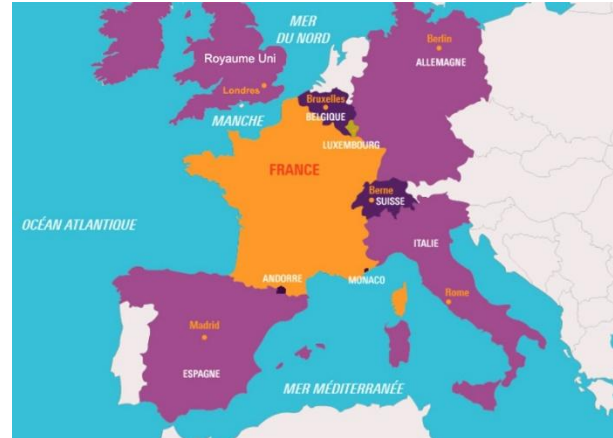 MER
DU NORD
Royaume Uni
Londres
Berlin
ALLEMAGNE
Bruxelles
BELGIQUE
MANCHE
LUXEMBOURG
FRANCE
Berne
SUISSE
OCÉAN ATLANTIQUE
ITALIE
ANDORRE
MONACO
Rome
Madrid
ESPAGNE
MER MÉDITERRANÉE